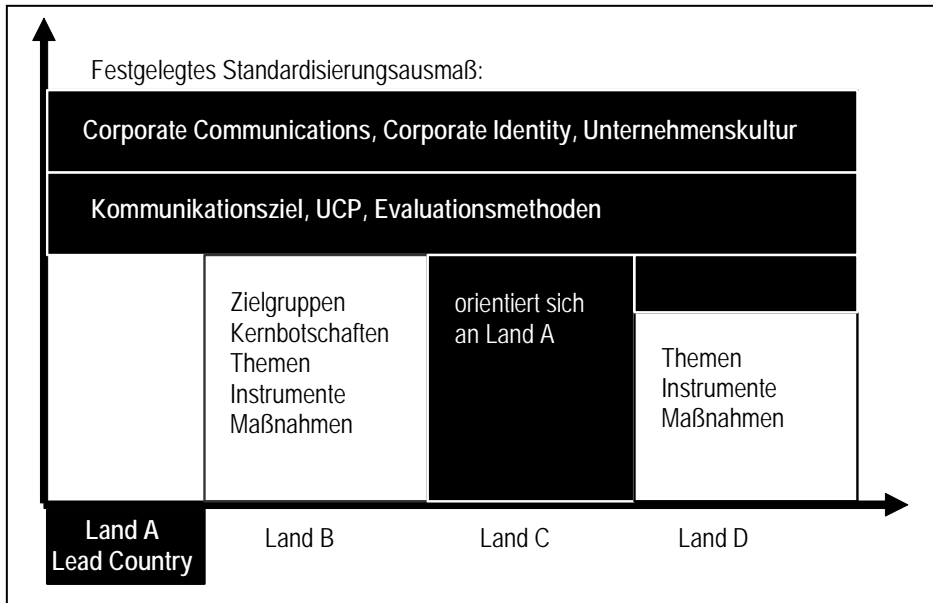 Festgelegtes Standardisierungsausmaß:
Corporate Communications, Corporate Identity, Unternehmenskultur
Kommunikationsziel, UCP, Evaluationsmethoden
Zielgruppen
Kernbotschaften
Themen
Instrumente
Maßnahmen
orientiert sich
an Land A
Themen
Instrumente
Maßnahmen
Land A
Lead Country
Land B
Land C
Land D